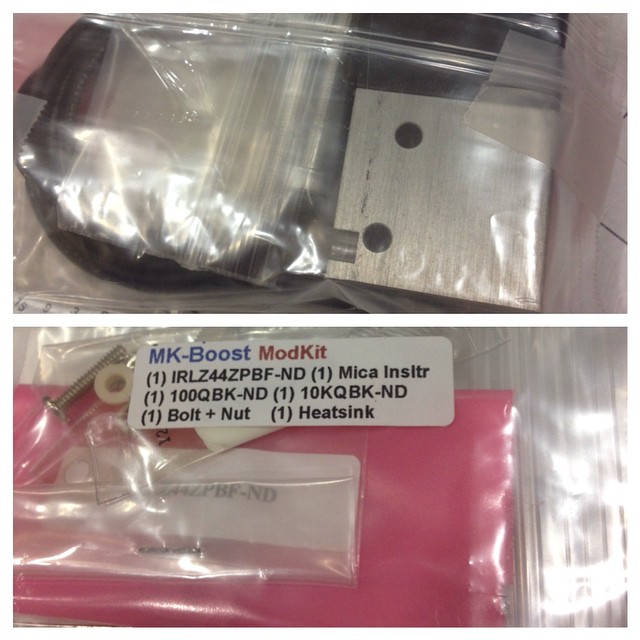 MK-Boost ModKit
(1) IRLZ44ZPBF-ND (1) Mica Insltr
(1) 100QBK-ND (1) 10KQBK-ND
(1) Bolt + Nut (1) Heatsink
44ZPBF-ND